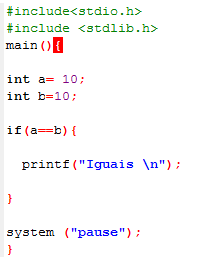 #include<stdio.h>
#include <stdlib.h>
main(){
int a= 10;
int b=10;
if(a==b){
printf("Iguais \n");
}
system ("pause");
}